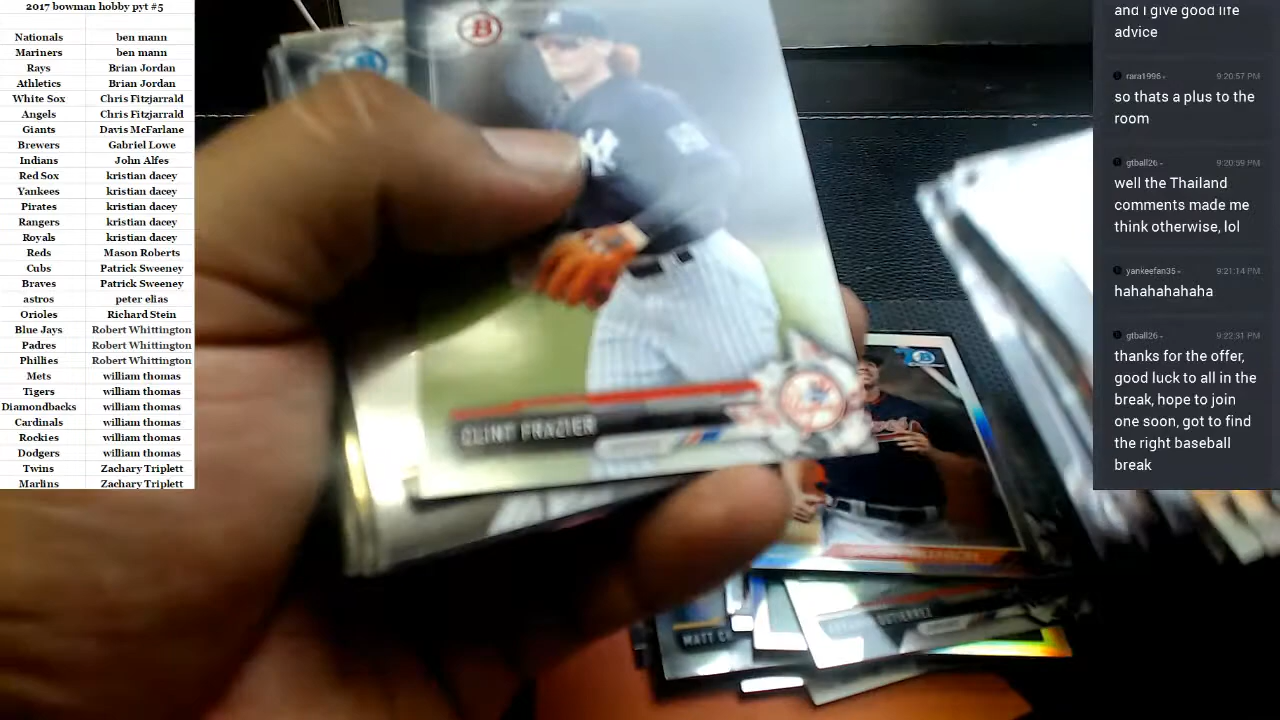 2017 bowman hobby pyt #5
Nationals ben mann
Mariners ben mann
Rays Brian Jordan
Athletics Brian Jordan
White Sox Chris Fitzjarrald
Angels Chris Fitzjarrald
Giants Davis McFarlane
Brewers Gabriel Lowe
Indians John Alfes
Red Sox kristian dacey
Yankees kristian dacey
Pirates kristian dacey
Rangers kristian dacey
Royals kristian dacey
Reds Mason Roberts
Cubs Patrick Sweeney
Braves Patrick Sweeney
astros peter elias
Orioles Richard Stein
Blue Jays Robert Whittington
Padres Robert Whittington
Phillies Robert Whittington
Mets william thomas
Tigers william thomas
Diamondbacks william thomas
Cardinals william thomas
Rockies william thomas
Dodgers william thomas
Twins Zachary Triplett
Marlins Zachary Triplett
B
NY
CLINT FRAZIER
MATT
GUTIERREZ
and I give good life
advice
rara1996 9:20:57 PM
so thats a plus to the
room
gtball26 9:20:59 PM
well the Thailand
comments made me
think otherwise, lol
yankeefan35 9:21:14 PM
hahahahahaha
gtball26 9:22:31 PM
thanks for the offer,
good luck to all in the
break, hope to join
one soon, got to find
the right baseball
break